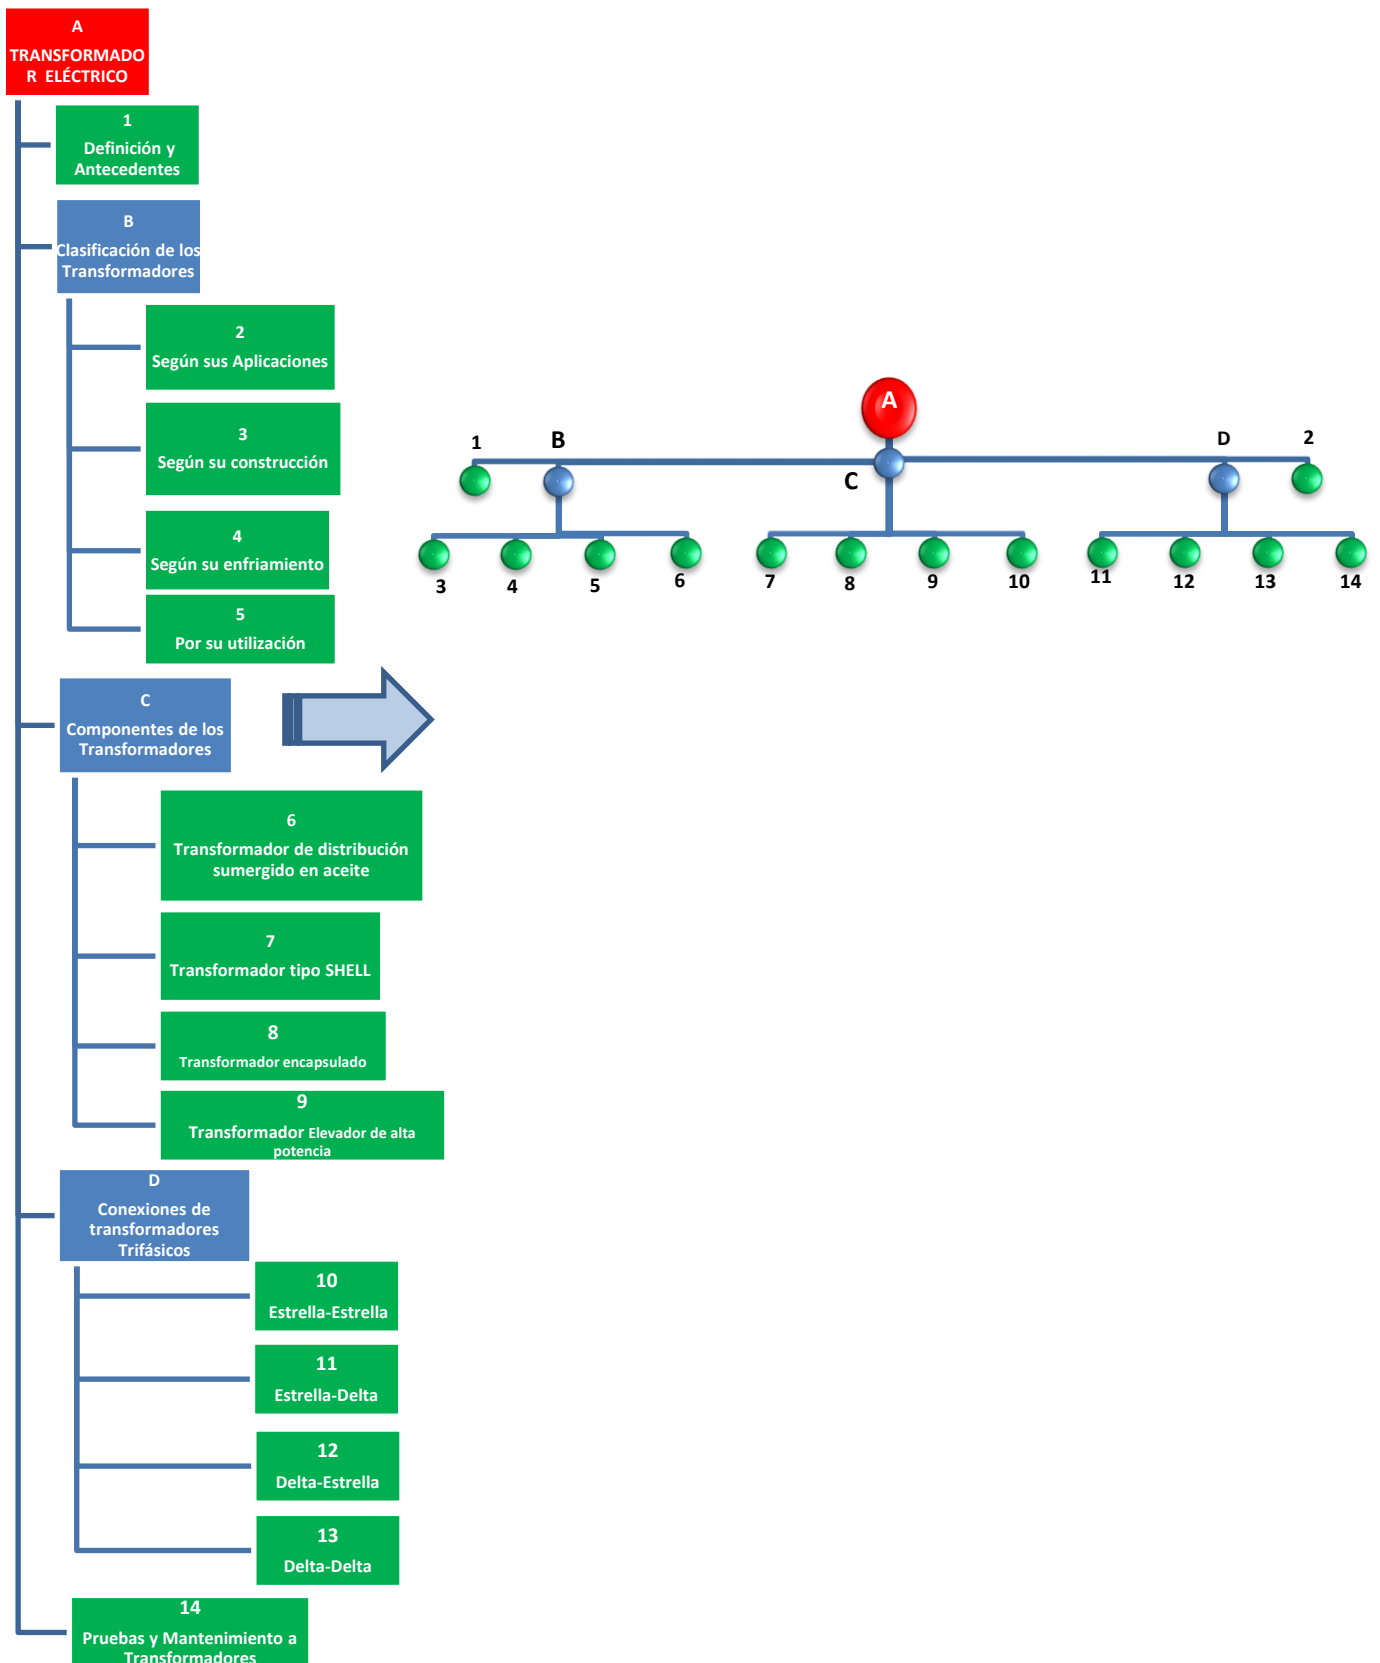 A
TRANSFORMADO
R ELÉCTRICO
1
Definición y
Antecedentes
B
Clasificación de los
Transformadores
2
Según sus Aplicaciones
3
Según su construcción
4
Según su enfriamiento
5
Por su utilización
C
Componentes de los
Transformadores
6
Transformador de distribución
sumergido en aceite
7
Transformador tipo SHELL
8
Transformador encapsulado
9
Transformador Elevador de alta
potencia
D
Conexiones de
transformadores
Trifásicos
10
Estrella-Estrella
11
Estrella-Delta
12
Delta-Estrella
13
Delta-Delta
14
Pruebas y Mantenimiento a
Transformadores
A
1
B
C
D
2
3
4
5
6
7
8
9
10
11
12
13
14